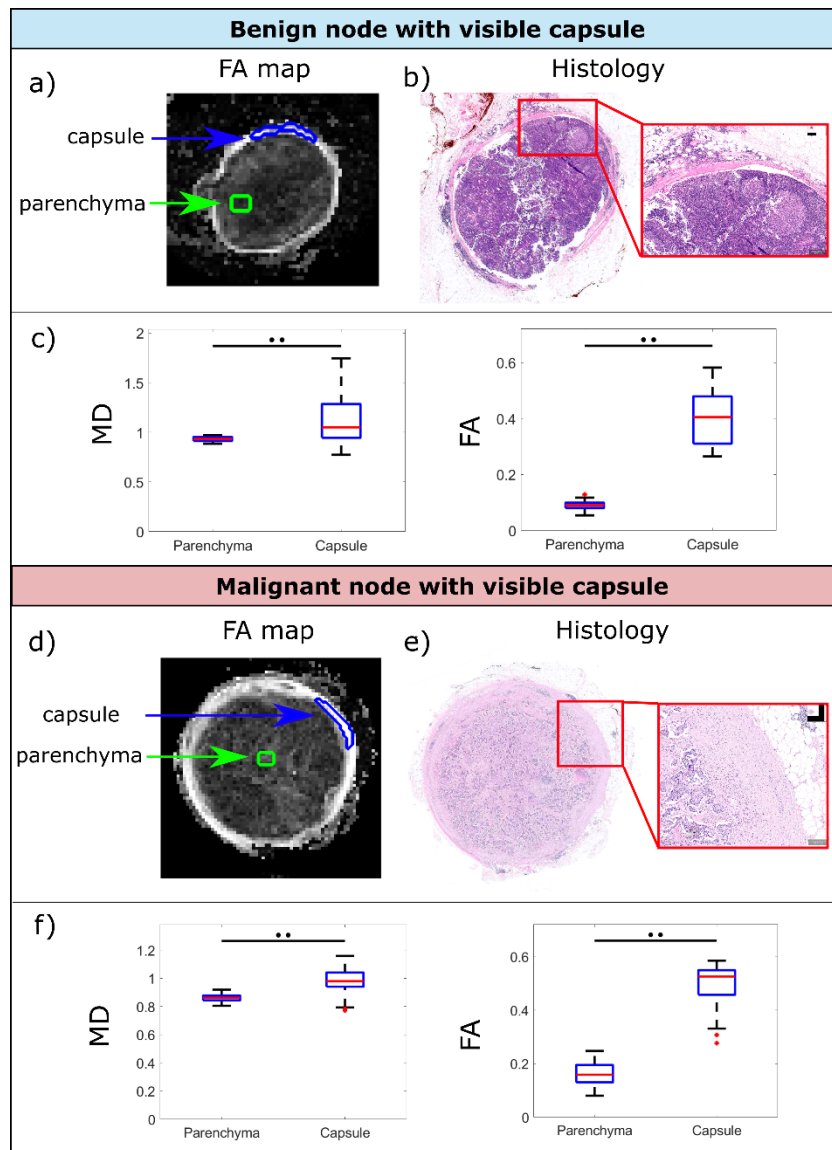 Benign node with visible capsule
a)
FA map
b)
Histology
capsule
parenchyma
c)
MD
2
1.5
1
0.5
0
Parenchyma
Capsule
FA
0.6
0.4
0.2
0
Parenchyma
Capsule
Malignant node with visible capsule
d)
FA map
e)
Histology
capsule
parenchyma
f)
MD
1.2
1
0.8
0.6
0.4
0.2
0
Parenchyma
Capsule
FA
0.6
0.4
0.2
0
Parenchyma
Capsule